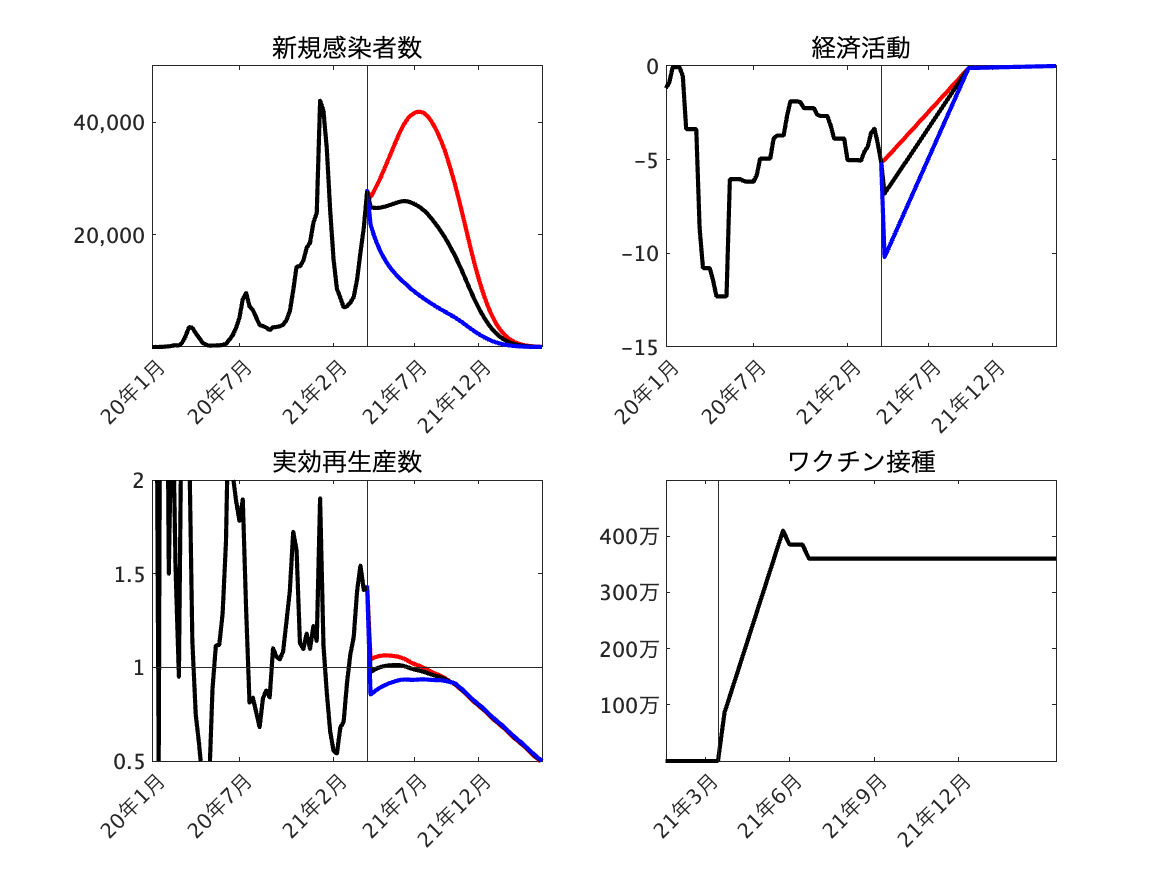 新規感染者数
40,000
20,000
20年1月
20年7月
21年2月
21年7月
21年12月
経済活動
0
-5
-10
-15
20年1月
20年7月
21年2月
21年7月
21年12月
実効再生産数
2
1.5
1
0.5
20年1月
20年7月
21年2月
21年7月
21年12月
ワクチン接種
400万
300万
200万
100万
21年3月
21年6月
21年9月
21年12月